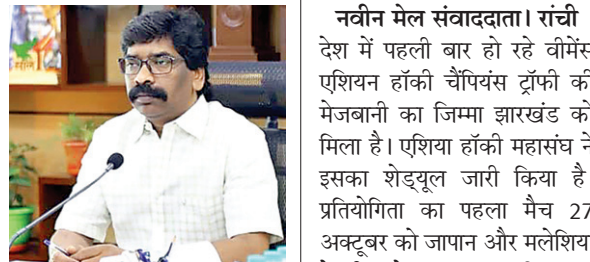 नवीन मेल संवाददाता। रांची
देश में पहली बार हो रहे वीमेंस
एशियन हॉकी चैंपियंस ट्रॉफी की
मेजबानी का जिम्मा झारखंड को
मिला है। एशिया हॉकी महासंघ ने
इसका शेड्यूल जारी किया है
प्रतियोगिता का पहला मैच 27
अक्टूबर को जापान और मलेशिया